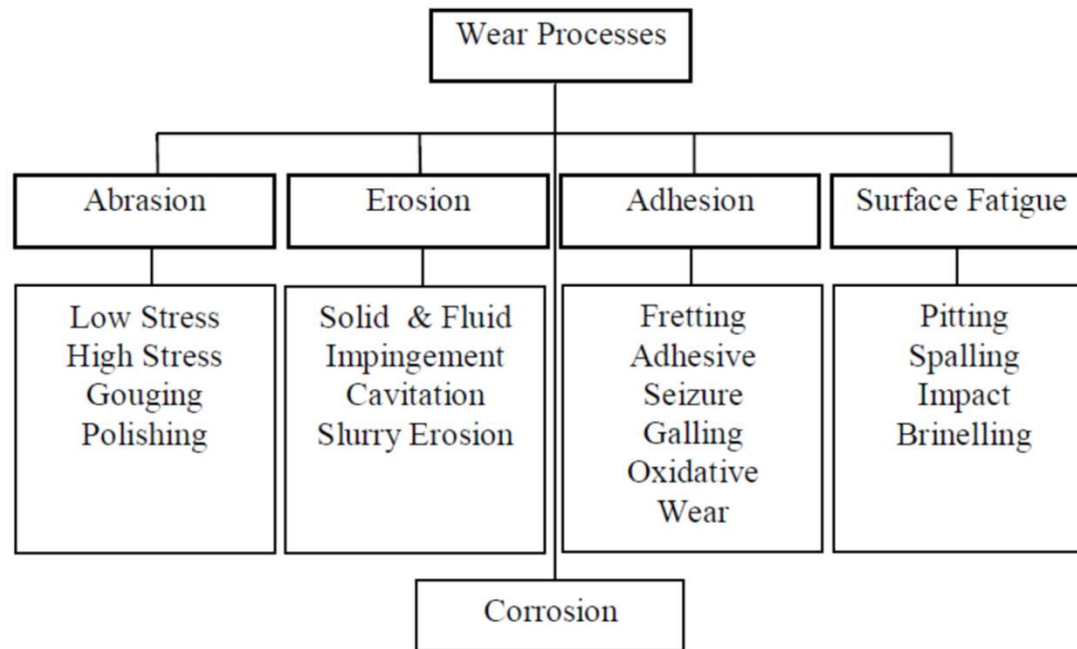 Wear Processes
Abrasion
Erosion
Adhesion
Surface Fatigue
Low Stress
High Stress
Gouging
Polishing
Solid & Fluid
Impingement
Cavitation
Slurry Erosion
Fretting
Adhesive
Seizure
Galling
Oxidative
Wear
Pitting
Spalling
Impact
Brinelling
Corrosion